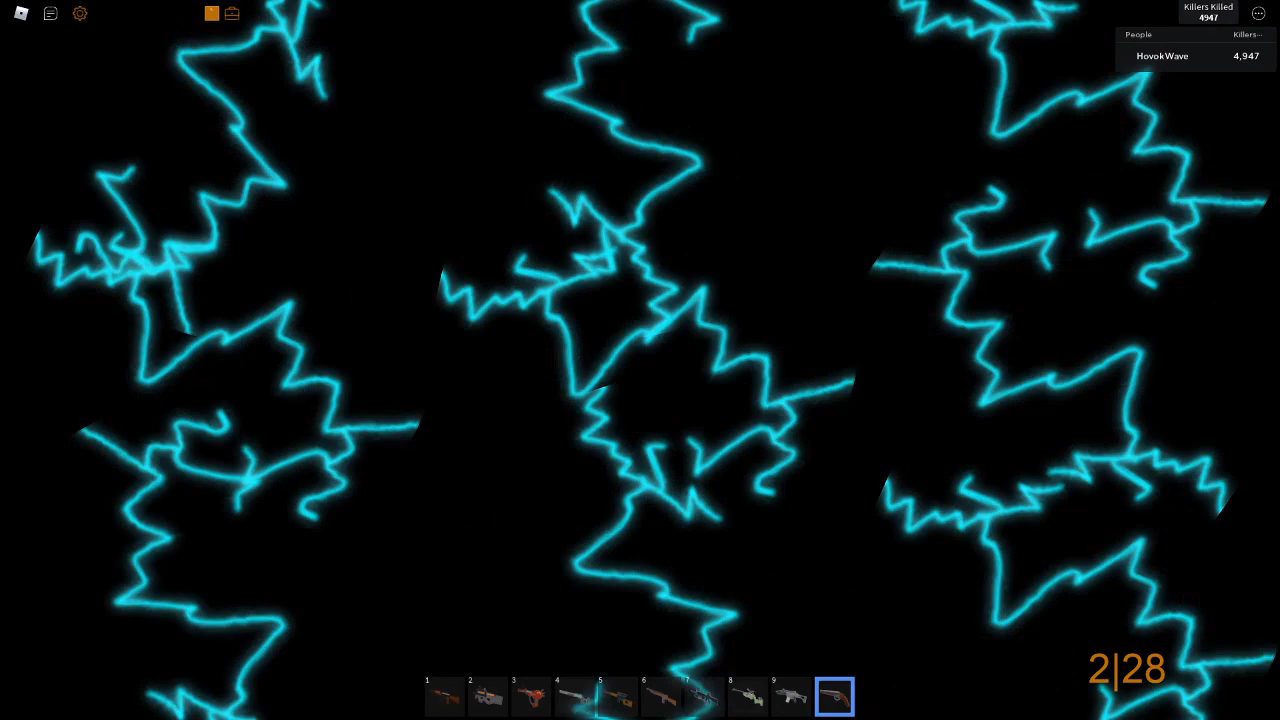 Killers Killed
4947
People Killers···
HovokWave 4,947
2|28
1 2 3 4 5 6 7 8 9